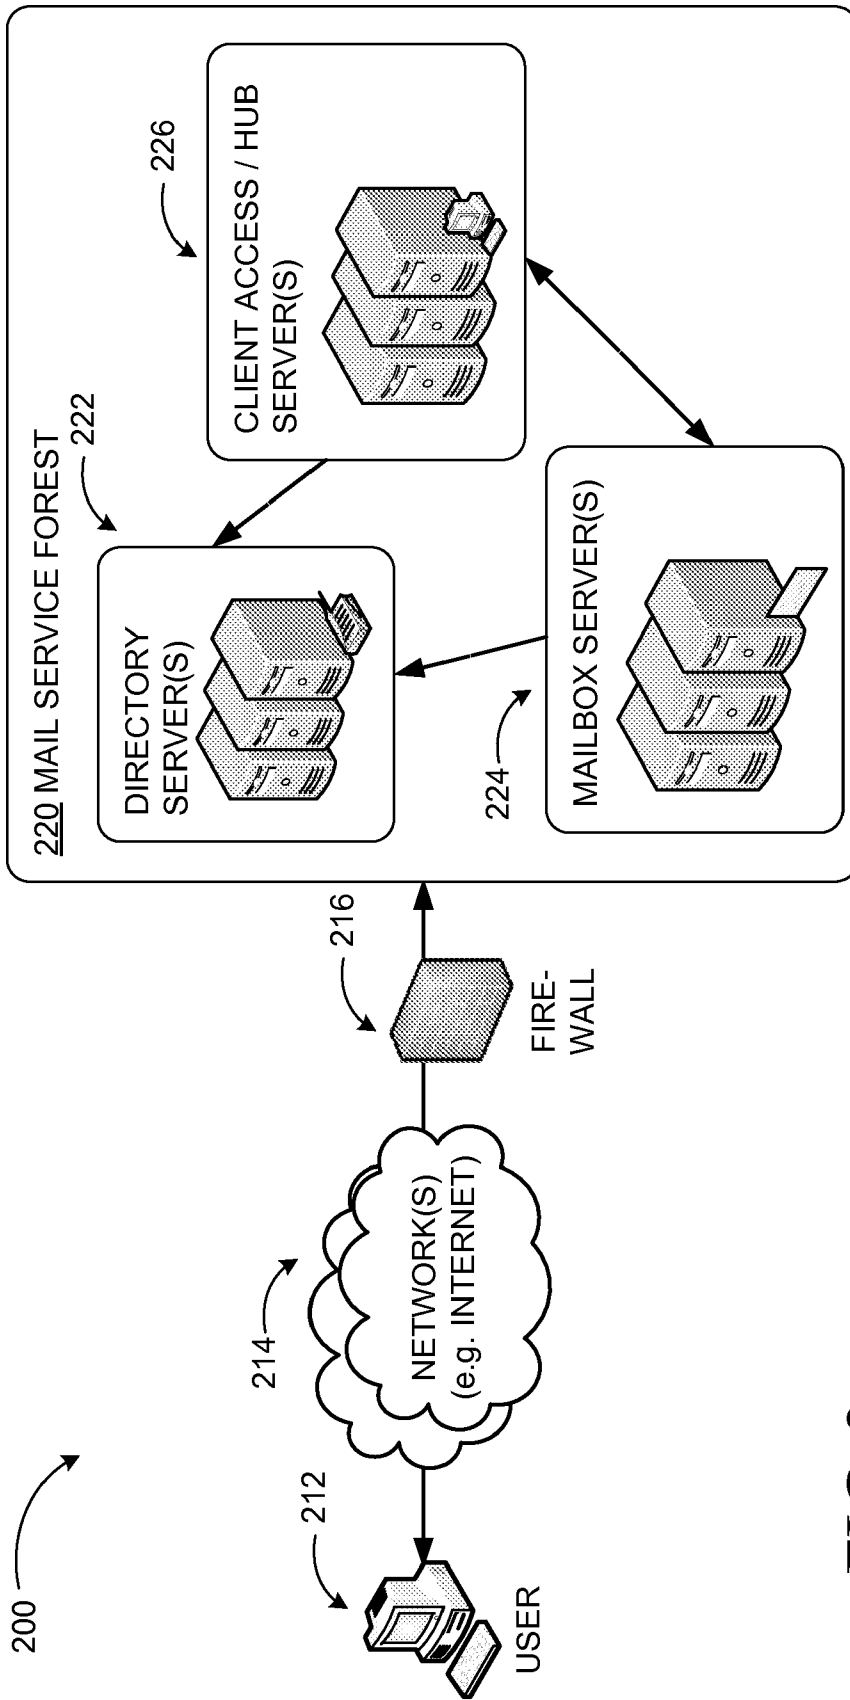 200
220 MAIL SERVICE FOREST
222
DIRECTORY
SERVER(S)
226
CLIENT ACCESS / HUB
SERVER(S)
224
MAILBOX SERVER(S)
212
USER
214
NETWORK(S)
(e.g. INTERNET)
216
FIRE-
WALL